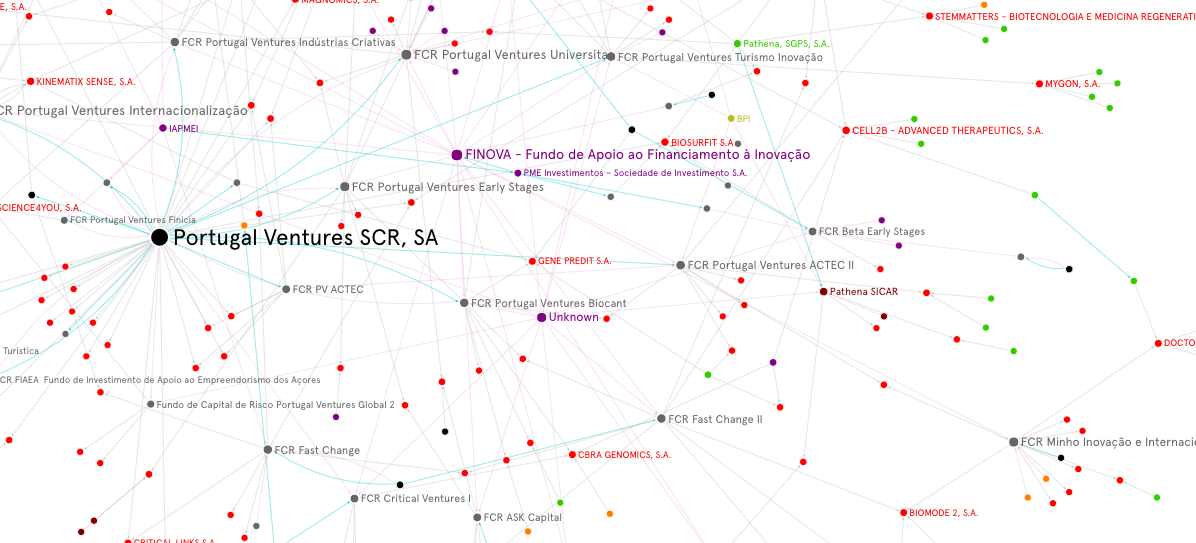 E, S.A.
MAGNOMICS, S.A.
STEMMATTERS - BIOTECNOLOGIA E MEDICINA REGENERATI
FCR Portugal Ventures Indústrias Criativas
Pathena, SGPS, S.A.
FCR Portugal Ventures Universita
FCR Portugal Ventures Turismo Inovação
KINEMATIX SENSE, S.A.
MYGON, S.A.
CR Portugal Ventures Internacionalização
BPI
IAPMEI
CELL2B - ADVANCED THERAPEUTICS, S.A.
BIOSURFIT S.A.
FINOVA - Fundo de Apoio ao Financiamento à Inovação
PME Investimentos - Sociedade de Investimento S.A.
FCR Portugal Ventures Early Stages
SCIENCE4YOU, S.A.
FCR Portugal Ventures Finicia
FCR Beta Early Stages
Portugal Ventures SCR, SA
GENE PREDIT S.A.
FCR Portugal Ventures ACTEC II
FCR PV ACTEC
Pathena SICAR
FCR Portugal Ventures Biocant
Unknown
DOCTO
Turística
CR FIAEA Fundo de Investimento de Apoio ao Empreendorismo dos Açores
Fundo de Capital de Risco Portugal Ventures Global 2
FCR Fast Change II
FCR Minho Inovação e Internaci
FCR Fast Change
CBRA GENOMICS, S.A.
FCR Critical Ventures I
BIOMODE 2, S.A.
FCR ASK Capital
CRITICAL LINKS S.A.